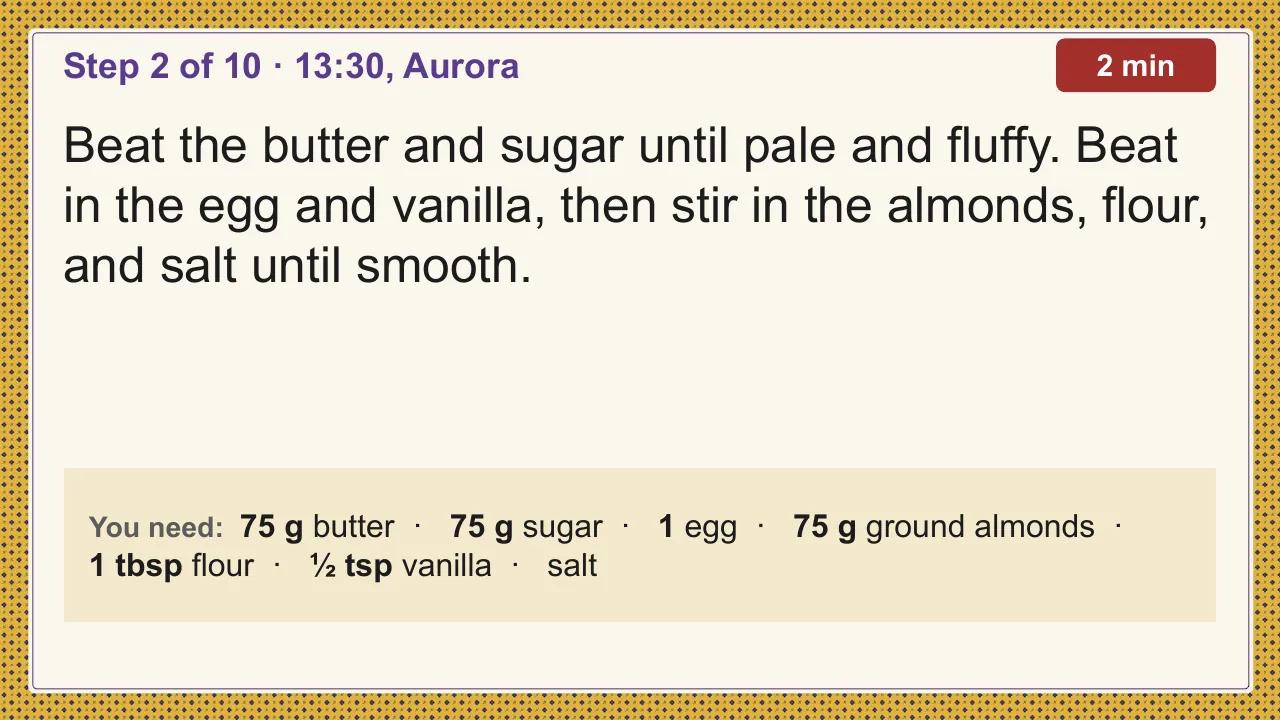 Step 2 of 10 · 13:30, Aurora
2 min
Beat the butter and sugar until pale and fluffy. Beat
in the egg and vanilla, then stir in the almonds, flour,
and salt until smooth.
You need: 75 g butter · 75 g sugar · 1 egg · 75 g ground almonds ·
1 tbsp flour · ½ tsp vanilla · salt